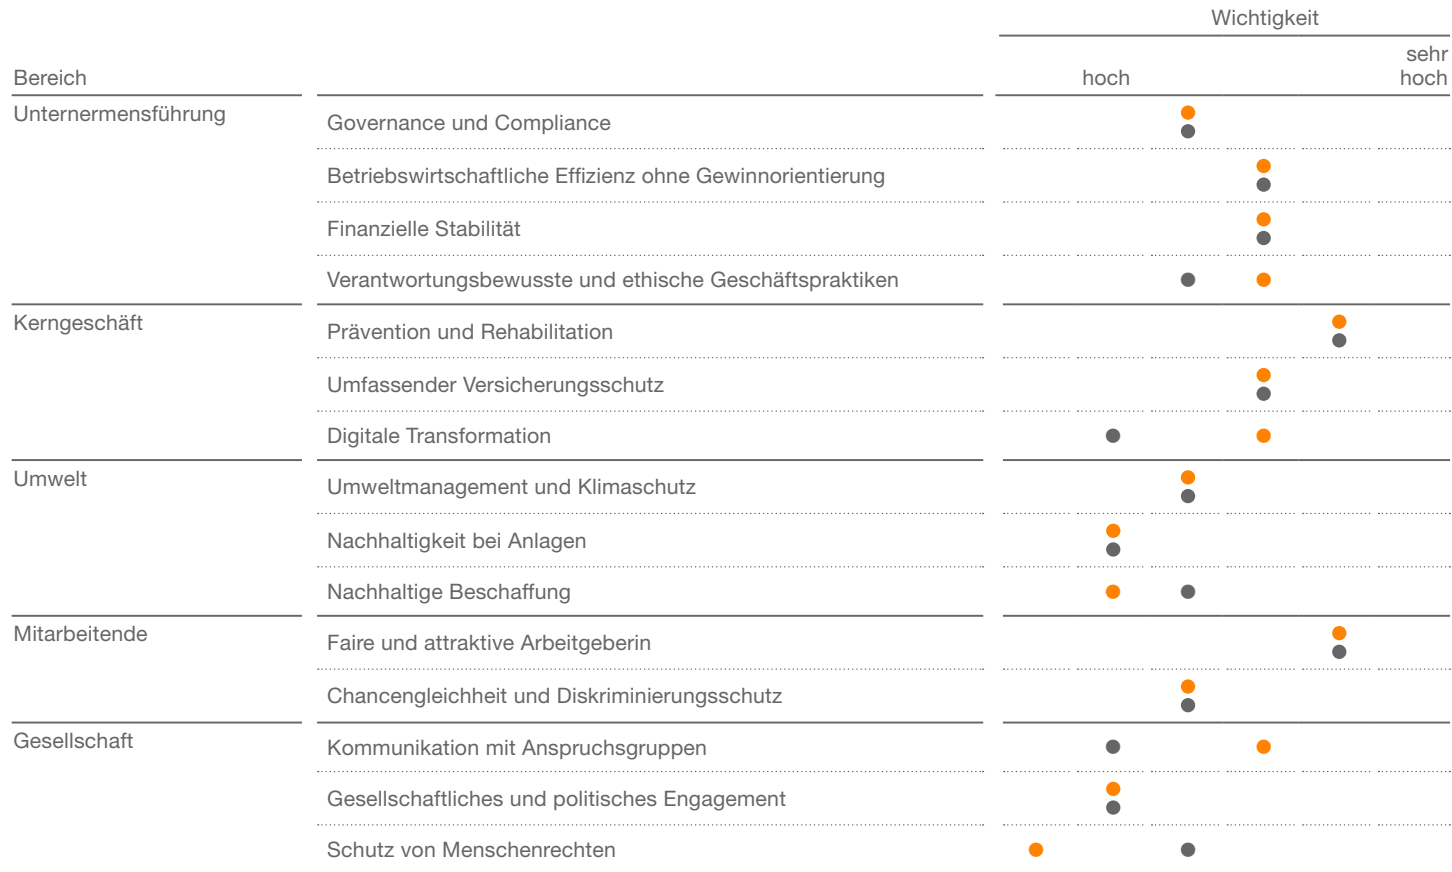 Wichtigkeit
sehr
Bereich hoch hoch
Unternermensführung
Governance und Compliance
Betriebswirtschaftliche Effizienz ohne Gewinnorientierung
Finanzielle Stabilität
Verantwortungsbewusste und ethische Geschäftspraktiken
Kerngeschäft
Prävention und Rehabilitation
Umfassender Versicherungsschutz
Digitale Transformation
Umwelt
Umweltmanagement und Klimaschutz
Nachhaltigkeit bei Anlagen
Nachhaltige Beschaffung
Mitarbeitende
Faire und attraktive Arbeitgeberin
Chancengleichheit und Diskriminierungsschutz
Gesellschaft
Kommunikation mit Anspruchsgruppen
Gesellschaftliches und politisches Engagement
Schutz von Menschenrechten